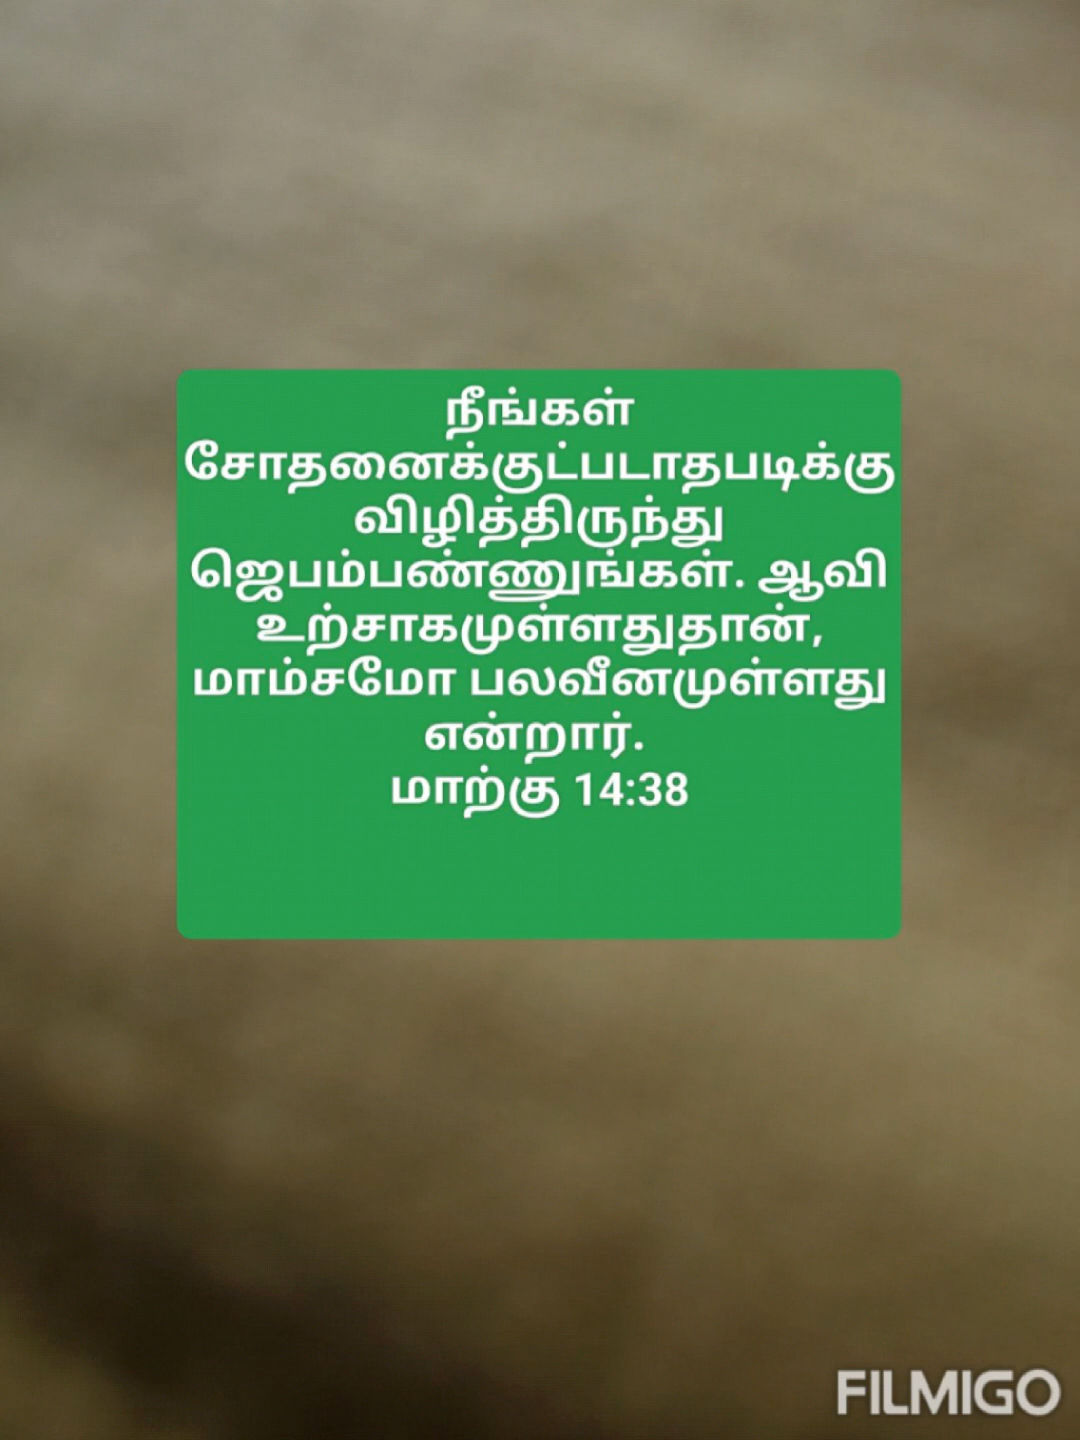 நீங்கள்
சோதனைக்குட்படாதபடிக்கு
விழித்திருந்து
ஜெபம்பண்ணுங்கள். ஆவி
உற்சாகமுள்ளதுதான்,
மாம்சமோ பலவீனமுள்ளது
என்றார்.
மாற்கு 14:38
FILMIGO